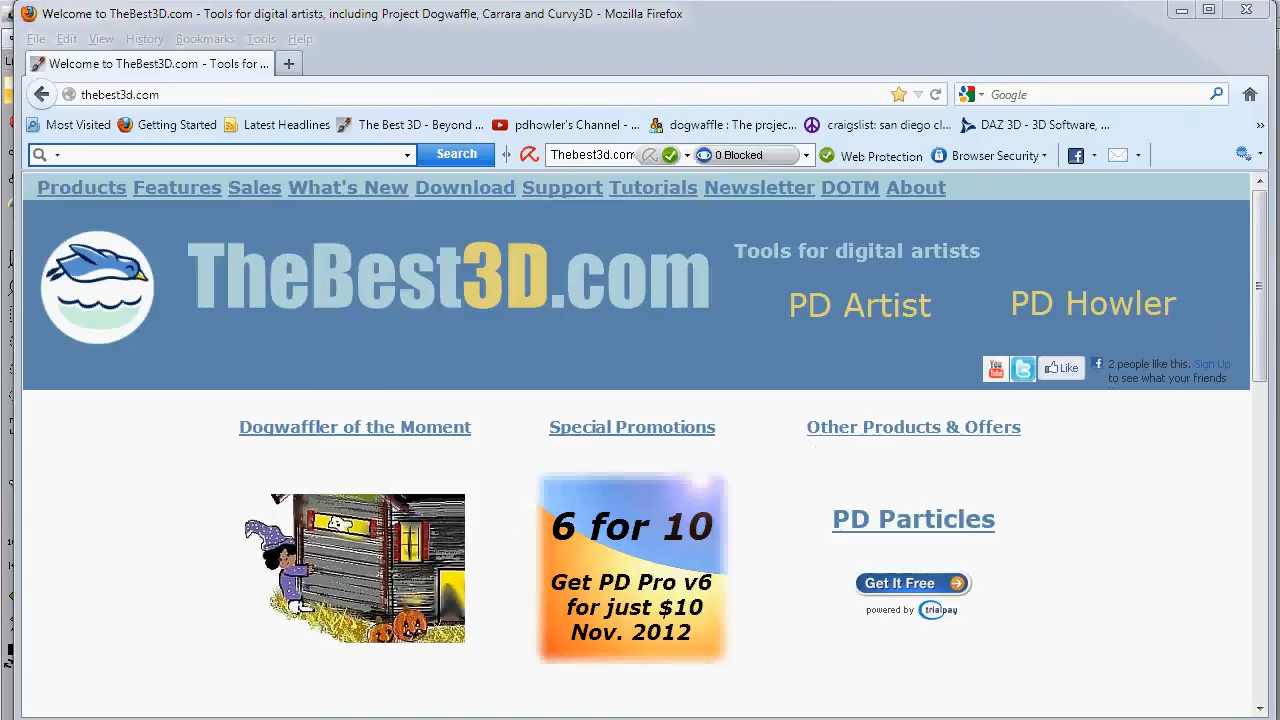 Welcome to TheBest3D.com - Tools for digital artists, including Project Dogwaffle, Carrara and Curvy3D - Mozilla Firefox
File Edit View History Bookmarks Tools Help
Welcome to TheBest3D.com - Tools for ...
thebest3d.com
Google
Most Visited Getting Started Latest Headlines The Best 3D - Beyond ... pdhowler's Channel - ... dogwaffle : The projec... craigslist: san diego cl... DAZ 3D - 3D Software, ...
Search Thebest3d.com 0 Blocked Web Protection Browser Security
Products Features Sales What's New Download Support Tutorials Newsletter DOTM About
TheBest3D.com
Tools for digital artists
PD Artist PD Howler
You Tube Like 2 people like this. Sign Up
to see what your friends
Dogwaffler of the Moment Special Promotions Other Products & Offers
6 for 10
Get PD Pro v6
for just $10
Nov. 2012
PD Particles
Get It Free
powered by trialpay